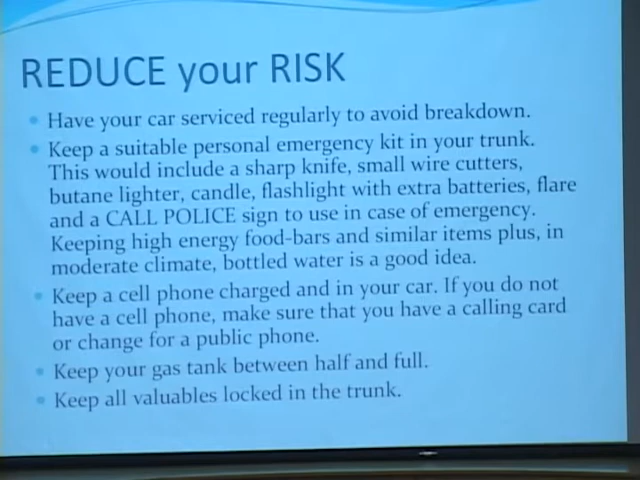 REDUCE your RISK
Have your car serviced regularly to avoid breakdown.
Keep a suitable personal emergency kit in your trunk.
This would include a sharp knife, small wire cutters,
butane lighter, candle, flashlight with extra batteries, flare
and a CALL POLICE sign to use in case of emergency.
Keeping high energy food-bars and similar items plus, in
moderate climate, bottled water is a good idea.
Keep a cell phone charged and in your car. If you do not
have a cell phone, make sure that you have a calling card
or change for a public phone.
Keep your gas tank between half and full.
Keep all valuables locked in the trunk.